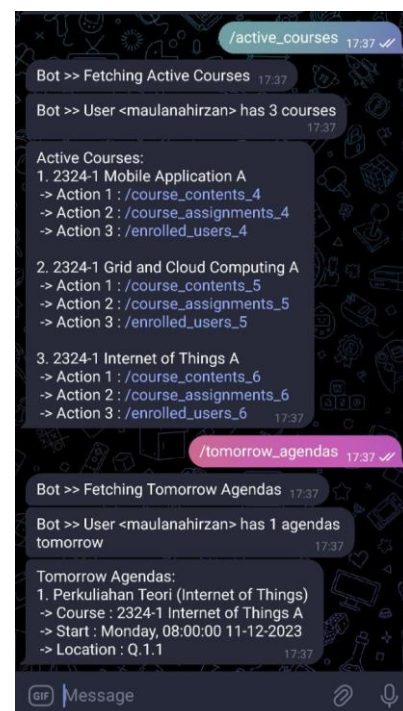 /active_courses 17:37
Bot >> Fetching Active Courses 17:37
Bot >> User <maulanahirzan> has 3 courses
17:37
Active Courses:
1. 2324-1 Mobile Application A
-> Action 1 : /course_contents_4
-> Action 2 : /course_assignments_4
-> Action 3 : /enrolled_users_4
2. 2324-1 Grid and Cloud Computing A
-> Action 1 : /course_contents_5
-> Action 2 : /course_assignments_5
-> Action 3 : /enrolled_users_5
3. 2324-1 Internet of Things A
-> Action 1 : /course_contents_6
-> Action 2 : /course_assignments_6
-> Action 3 : /enrolled_users_6 17:37
/tomorrow_agendas 17:37
Bot >> Fetching Tomorrow Agendas 17:37
Bot >> User <maulanahirzan> has 1 agendas
tomorrow 17:37
Tomorrow Agendas:
1. Perkuliahan Teori (Internet of Things)
-> Course : 2324-1 Internet of Things A
-> Start : Monday, 08:00:00 11-12-2023
-> Location : Q.1.1 17:37
GIF Message